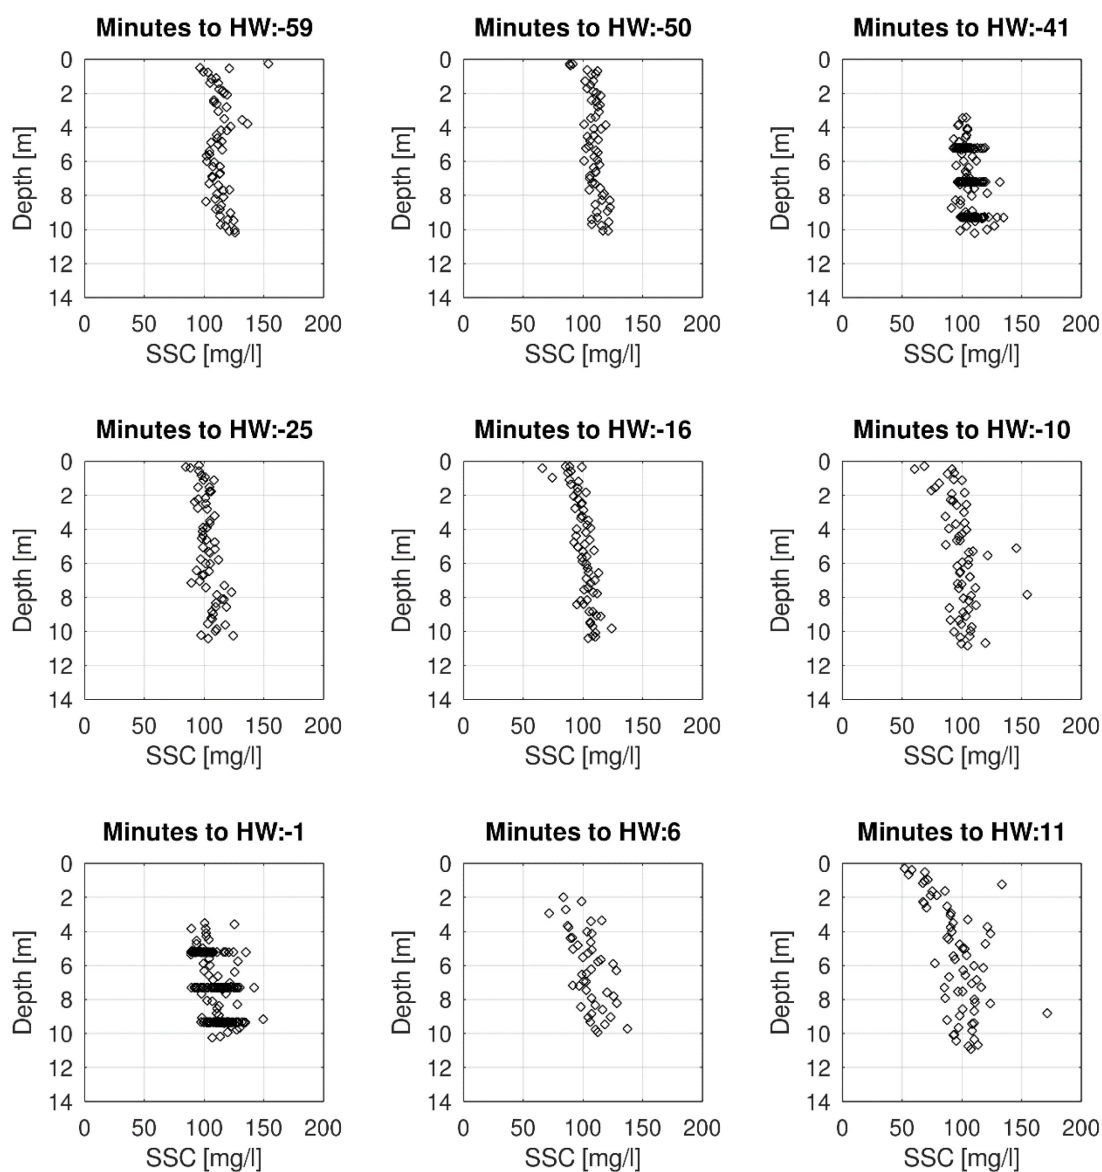 Minutes to HW:-59 Minutes to HW:-50 Minutes to HW:-41
0 0 0
2 2 2
4 4 4
6 6 6
8 8 8
10 10 10
12 12 12
14 14 14
Depth [m] Depth [m] Depth [m]
0 50 100 150 200 0 50 100 150 200 0 50 100 150 200
SSC [mg/l] SSC [mg/l] SSC [mg/l]
Minutes to HW:-25 Minutes to HW:-16 Minutes to HW:-10
0 0 0
2 2 2
4 4 4
6 6 6
8 8 8
10 10 10
12 12 12
14 14 14
Depth [m] Depth [m] Depth [m]
0 50 100 150 200 0 50 100 150 200 0 50 100 150 200
SSC [mg/l] SSC [mg/l] SSC [mg/l]
Minutes to HW:-1 Minutes to HW:6 Minutes to HW:11
0 0 0
2 2 2
4 4 4
6 6 6
8 8 8
10 10 10
12 12 12
14 14 14
Depth [m] Depth [m] Depth [m]
0 50 100 150 200 0 50 100 150 200 0 50 100 150 200
SSC [mg/l] SSC [mg/l] SSC [mg/l]